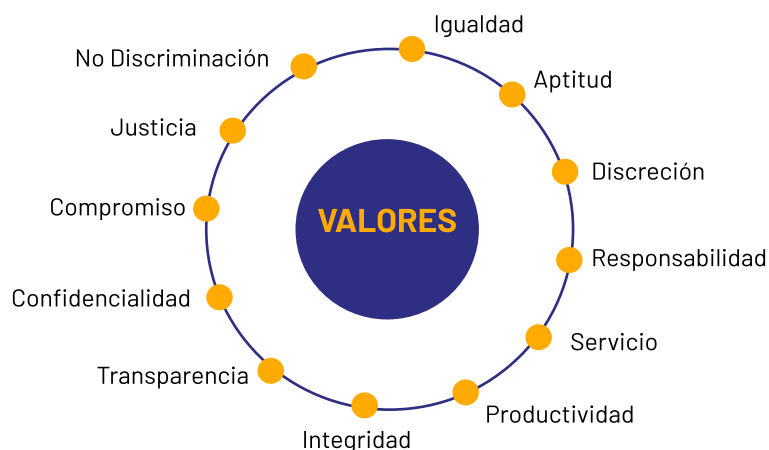 Igualdad
No Discriminación
Aptitud
Justicia
Discreción
Compromiso
VALORES
Responsabilidad
Confidencialidad
Servicio
Transparencia
Productividad
Integridad